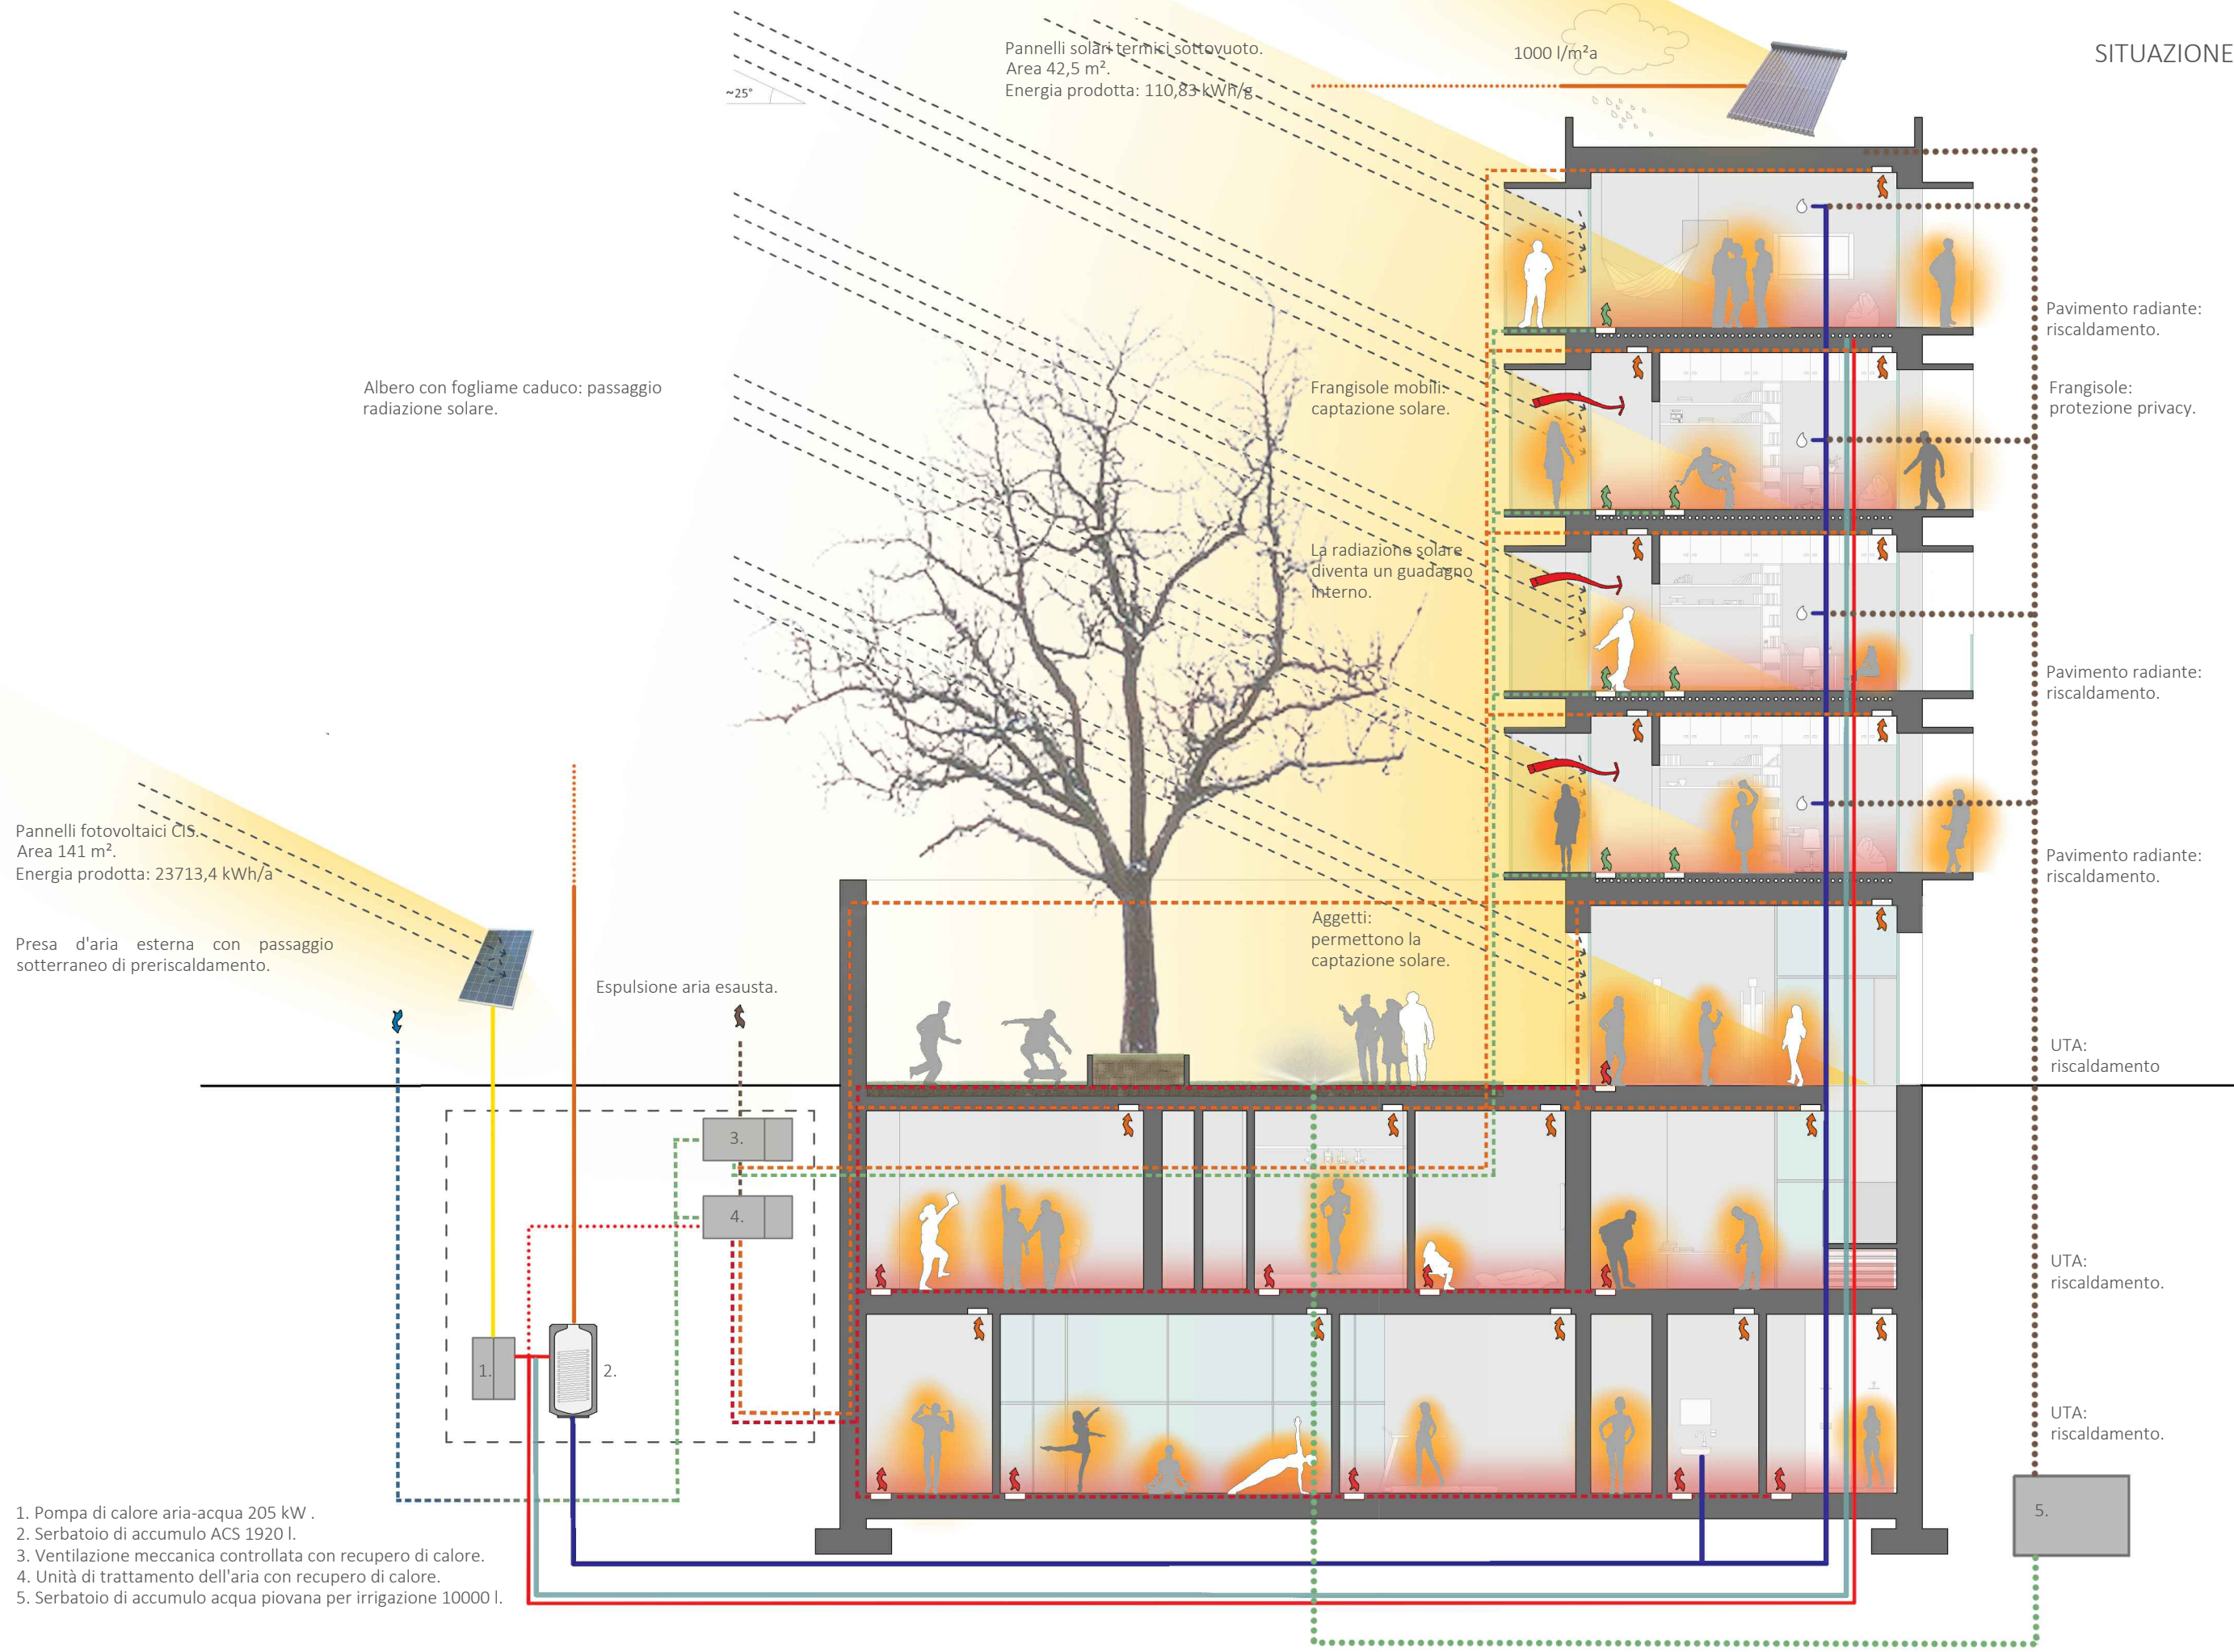 SITUAZIONE
Pannelli solari termici sottovuoto.
Area 42,5 m².
Energia prodotta: 110,83 kWh/g
1000 l/m²a
~25°
Pavimento radiante:
riscaldamento.
Albero con fogliame caduco: passaggio
radiazione solare.
Frangisole mobili:
captazione solare.
Frangisole:
protezione privacy.
La radiazione solare
diventa un guadagno
interno.
Pavimento radiante:
riscaldamento.
Pannelli fotovoltaici CIS.
Area 141 m².
Energia prodotta: 23713,4 kWh/a
Pavimento radiante:
riscaldamento.
Presa d'aria esterna con passaggio
sotterraneo di preriscaldamento.
Espulsione aria esausta.
Aggetti:
permettono la
captazione solare.
UTA:
riscaldamento
3.
4.
UTA:
riscaldamento.
1.
2.
UTA:
riscaldamento.
5.
1. Pompa di calore aria-acqua 205 kW .
2. Serbatoio di accumulo ACS 1920 l.
3. Ventilazione meccanica controllata con recupero di calore.
4. Unità di trattamento dell'aria con recupero di calore.
5. Serbatoio di accumulo acqua piovana per irrigazione 10000 l.